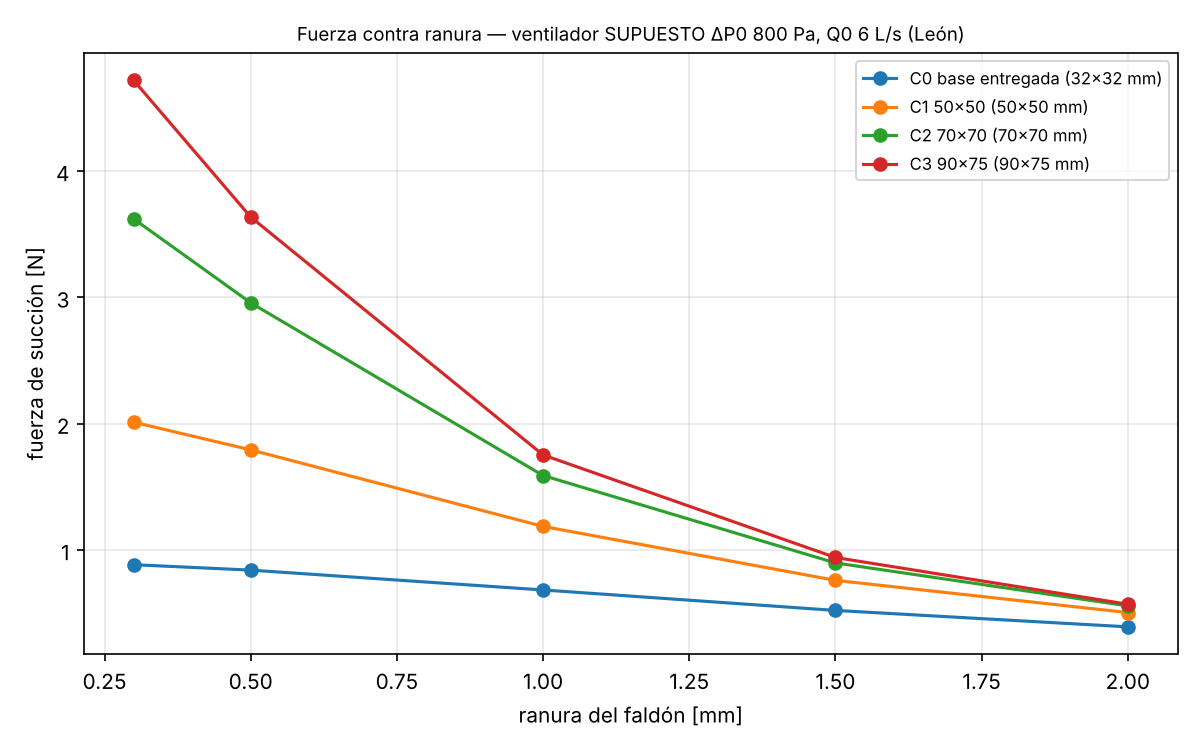 Fuerza contra ranura — ventilador SUPUESTO ΔP0 800 Pa, Q0 6 L/s (León)
C0 base entregada (32×32 mm)
C1 50×50 (50×50 mm)
C2 70×70 (70×70 mm)
C3 90×75 (90×75 mm)
fuerza de succión [N]
4
3
2
1
0.25 0.50 0.75 1.00 1.25 1.50 1.75 2.00
ranura del faldón [mm]